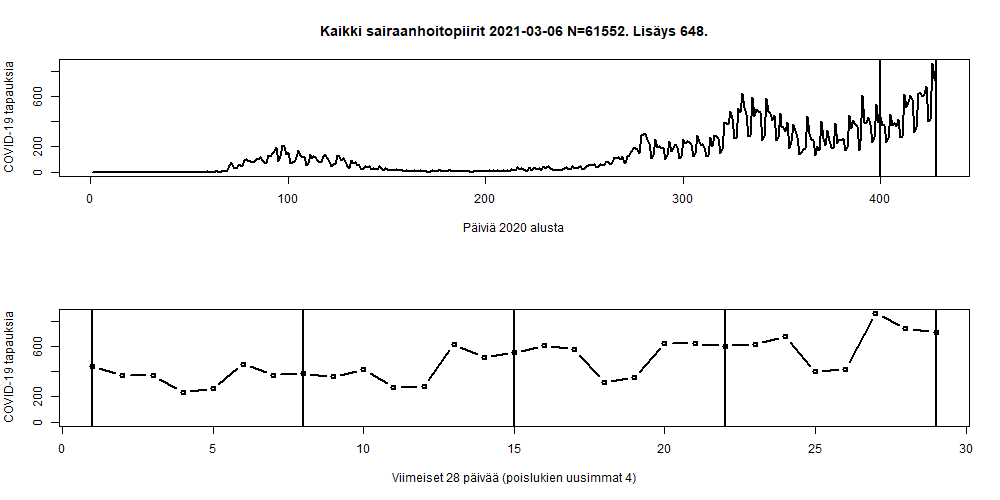 Kaikki sairaanhoitopiirit 2021-03-06 N=61552. Lisäys 648.
COVID-19 tapauksia
600
200
0
0 100 200 300 400
Päiviä 2020 alusta
COVID-19 tapauksia
600
200
0
0 5 10 15 20 25 30
Viimeiset 28 päivää (poislukien uusimmat 4)